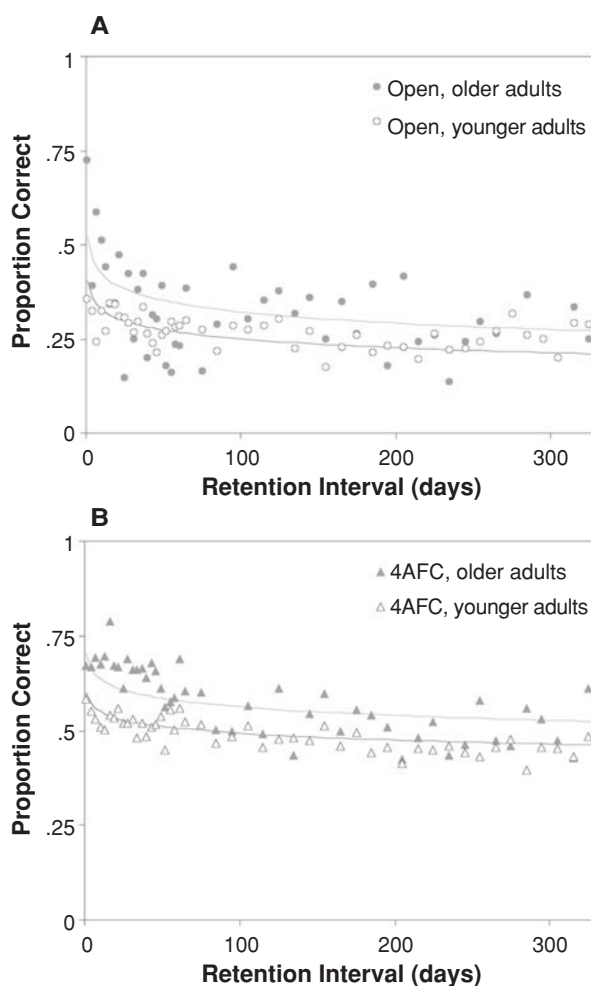 A
1
Open, older adults
Open, younger adults
.75
.5
.25
0
Proportion Correct
0 100 200 300
Retention Interval (days)
B
1
4AFC, older adults
4AFC, younger adults
.75
.5
.25
0
Proportion Correct
0 100 200 300
Retention Interval (days)